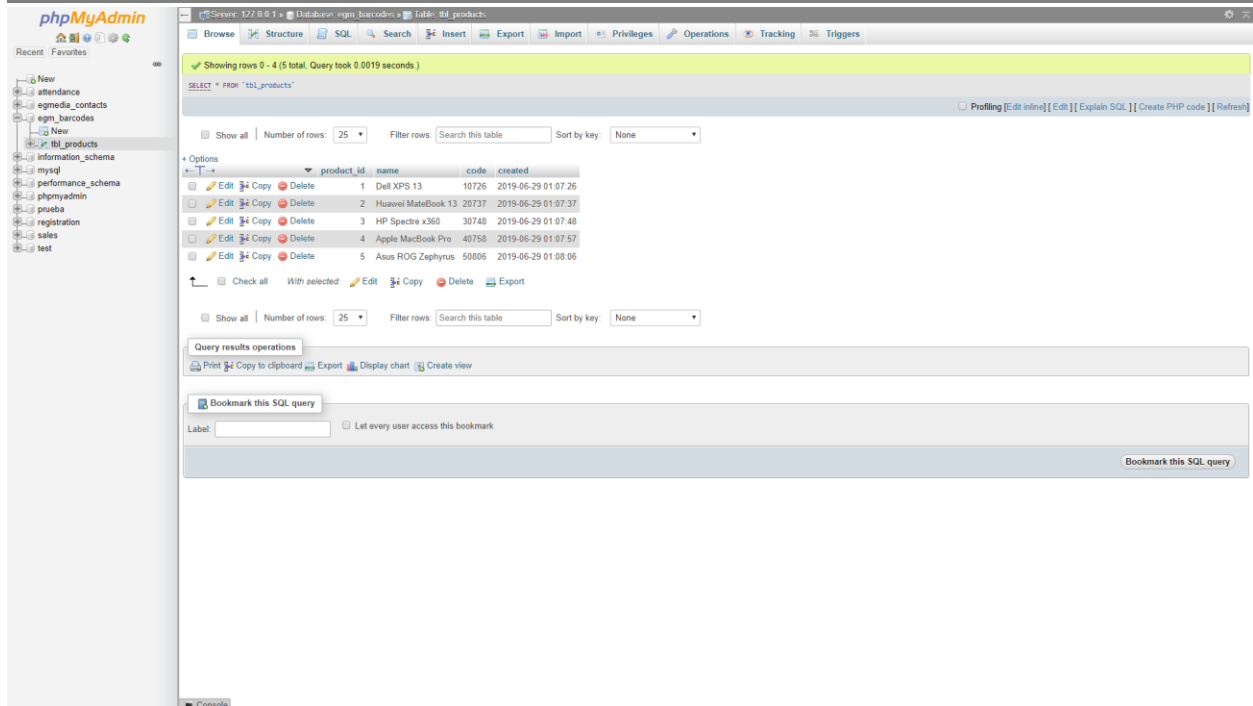 phpMyAdmin
Recent Favorites
New
attendance
egmedia_contacts
egm_barcodes
New
tbl_products
information_schema
mysql
performance_schema
phpmyadmin
prueba
registration
sales
test
Server: 127.0.0.1 » Database: egm_barcodes » Table: tbl_products
Browse Structure SQL Search Insert Export Import Privileges Operations Tracking Triggers
Showing rows 0 - 4 (5 total, Query took 0.0019 seconds.)
SELECT * FROM `tbl_products`
Profiling [Edit inline] [ Edit ] [ Explain SQL ] [ Create PHP code ] [ Refresh]
Show all Number of rows: 25 Filter rows: Search this table Sort by key: None
+ Options
←T→ product_id name code created
Edit Copy Delete 1 Dell XPS 13 10726 2019-06-29 01:07:26
Edit Copy Delete 2 Huawei MateBook 13 20737 2019-06-29 01:07:37
Edit Copy Delete 3 HP Spectre x360 30748 2019-06-29 01:07:48
Edit Copy Delete 4 Apple MacBook Pro 40758 2019-06-29 01:07:57
Edit Copy Delete 5 Asus ROG Zephyrus 50806 2019-06-29 01:08:06
Check all With selected: Edit Copy Delete Export
Show all Number of rows: 25 Filter rows: Search this table Sort by key: None
Query results operations
Print Copy to clipboard Export Display chart Create view
Bookmark this SQL query
Label: Let every user access this bookmark
Bookmark this SQL query
Console